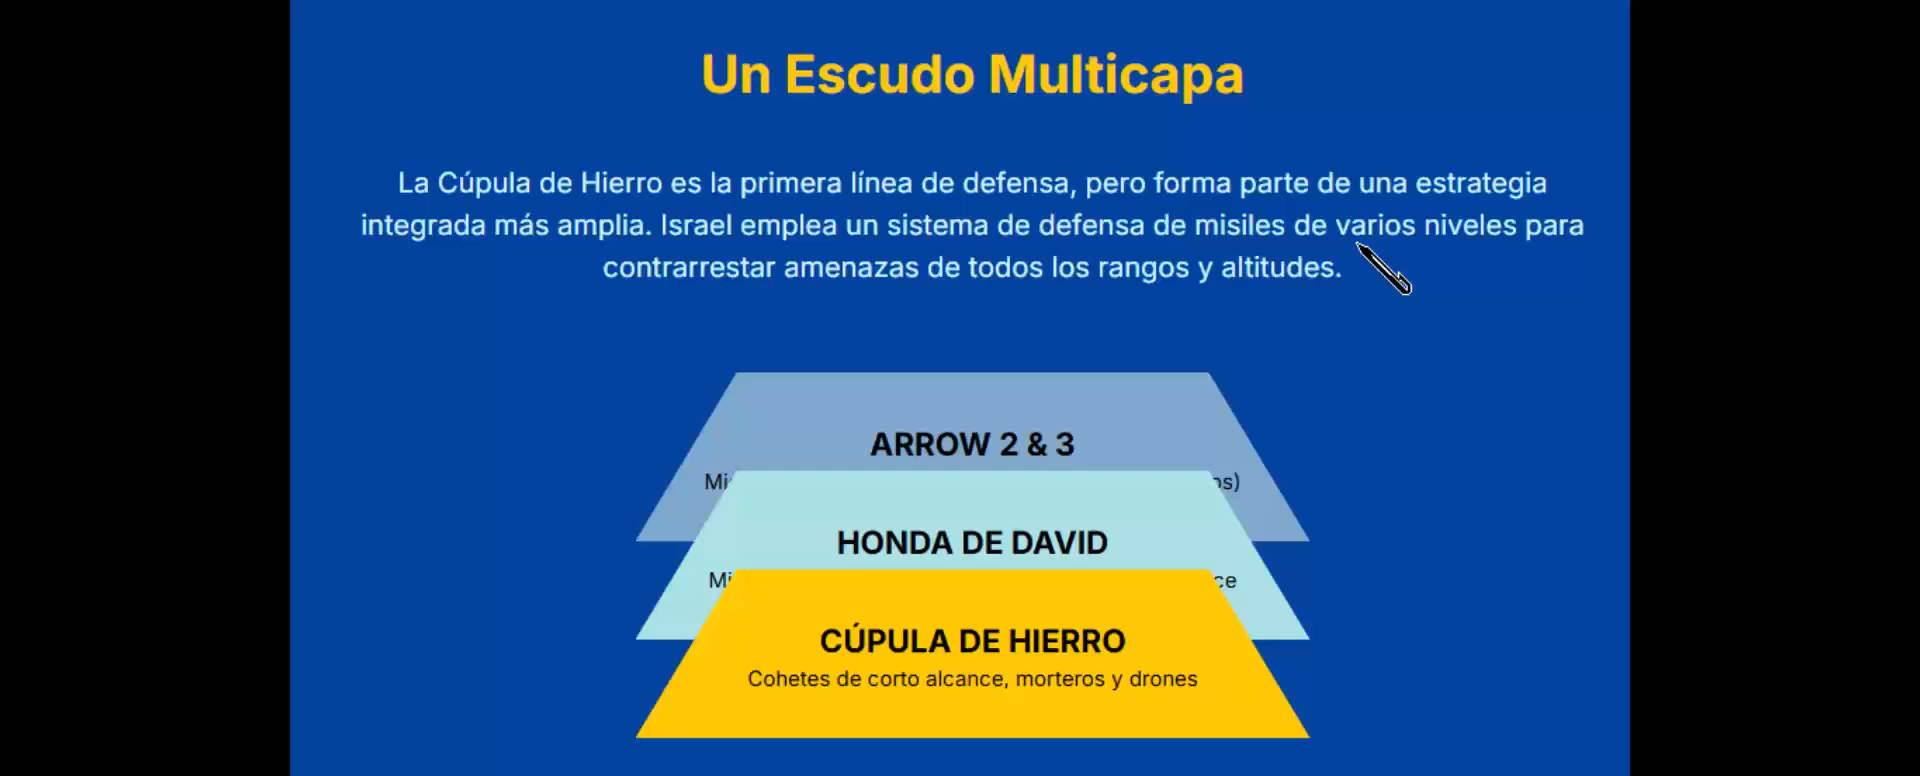 Un Escudo Multicapa
La Cúpula de Hierro es la primera línea de defensa, pero forma parte de una estrategia
integrada más amplia. Israel emplea un sistema de defensa de misiles de varios niveles para
contrarrestar amenazas de todos los rangos y altitudes.
ARROW 2 & 3
HONDA DE DAVID
CÚPULA DE HIERRO
Cohetes de corto alcance, morteros y drones